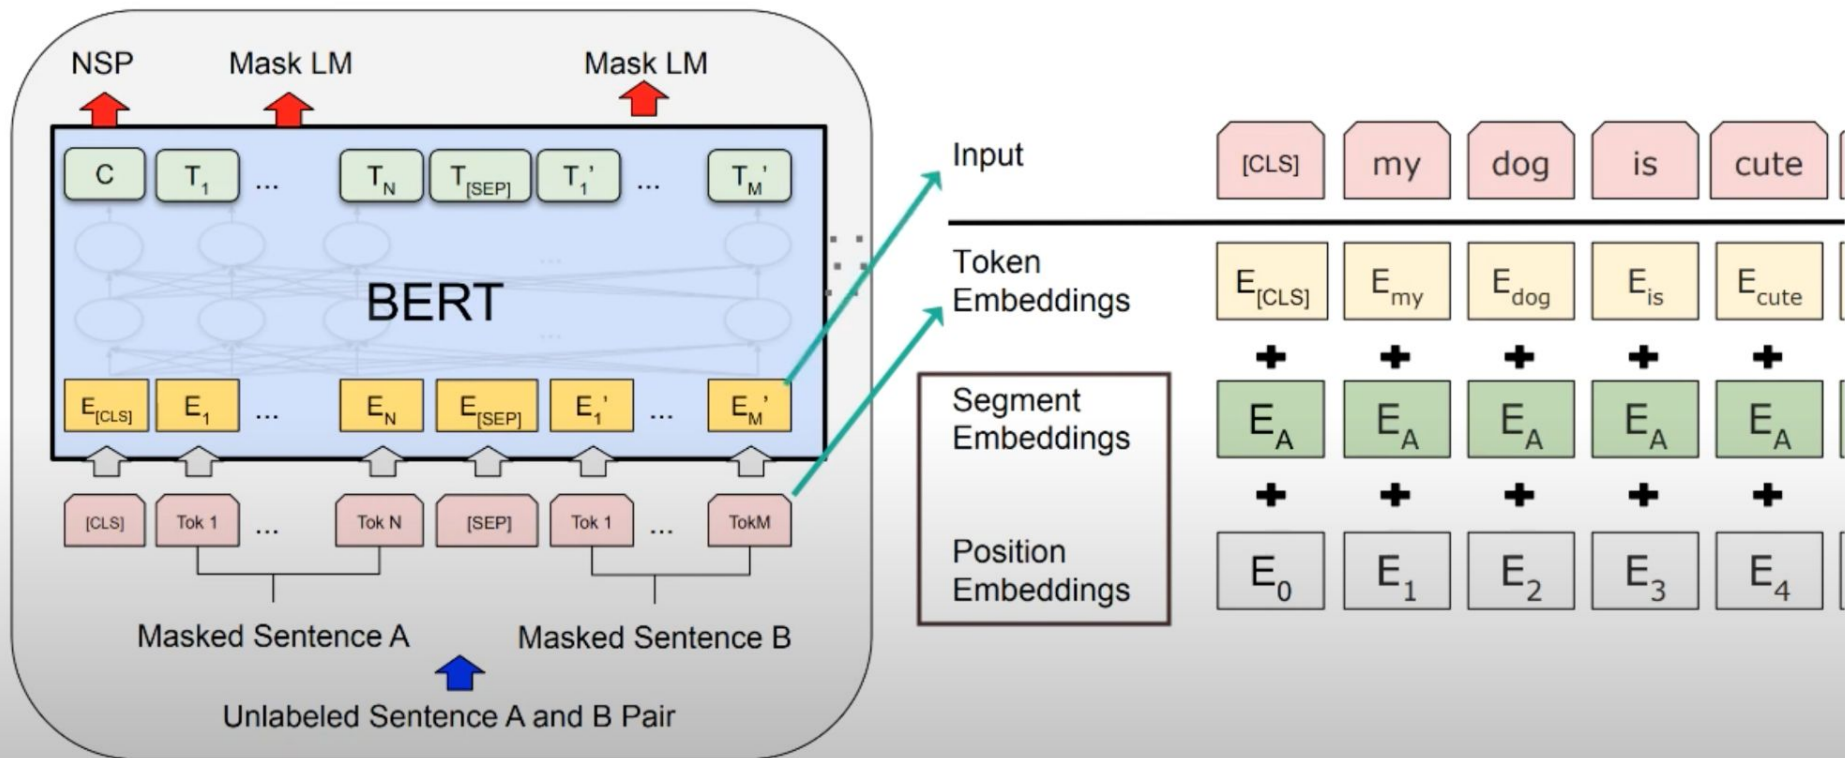 NSP Mask LM Mask LM
C T1 ... TN T[SEP] T1' ... TM'
BERT
E[CLS] E1 ... EN E[SEP] E1' ... EM'
[CLS] Tok 1 ... Tok N [SEP] Tok 1 ... TokM
Masked Sentence A Masked Sentence B
Unlabeled Sentence A and B Pair
Input [CLS] my dog is cute
Token
Embeddings
E[CLS] Emy Edog Eis Ecute
+ + + + +
Segment
Embeddings
EA EA EA EA EA
+ + + + +
Position
Embeddings
E0 E1 E2 E3 E4